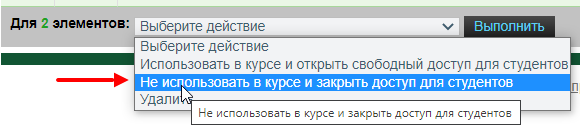 Для 2 элементов: Выберите действие Выполнить
Выберите действие
Использовать в курсе и открыть свободный доступ для студентов
Не использовать в курсе и закрыть доступ для студентов
Удали
Не использовать в курсе и закрыть доступ для студентов